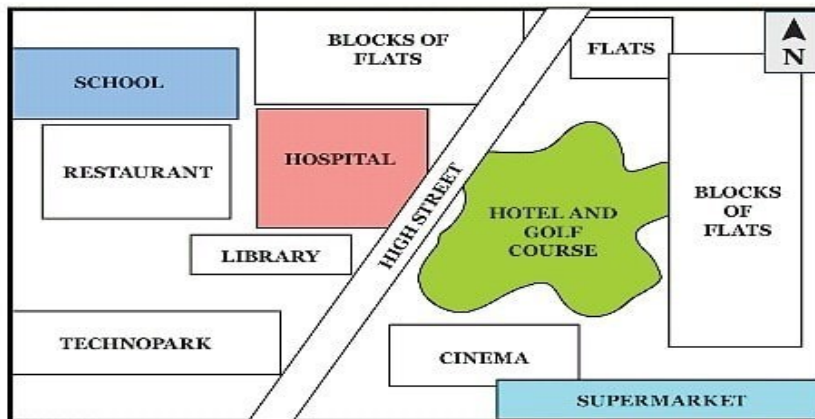 BLOCKS OF
FLATS
FLATS
N
SCHOOL
RESTAURANT
HOSPITAL
HIGH STREET
BLOCKS
OF
FLATS
HOTEL AND
GOLF
COURSE
LIBRARY
TECHNOPARK
CINEMA
SUPERMARKET